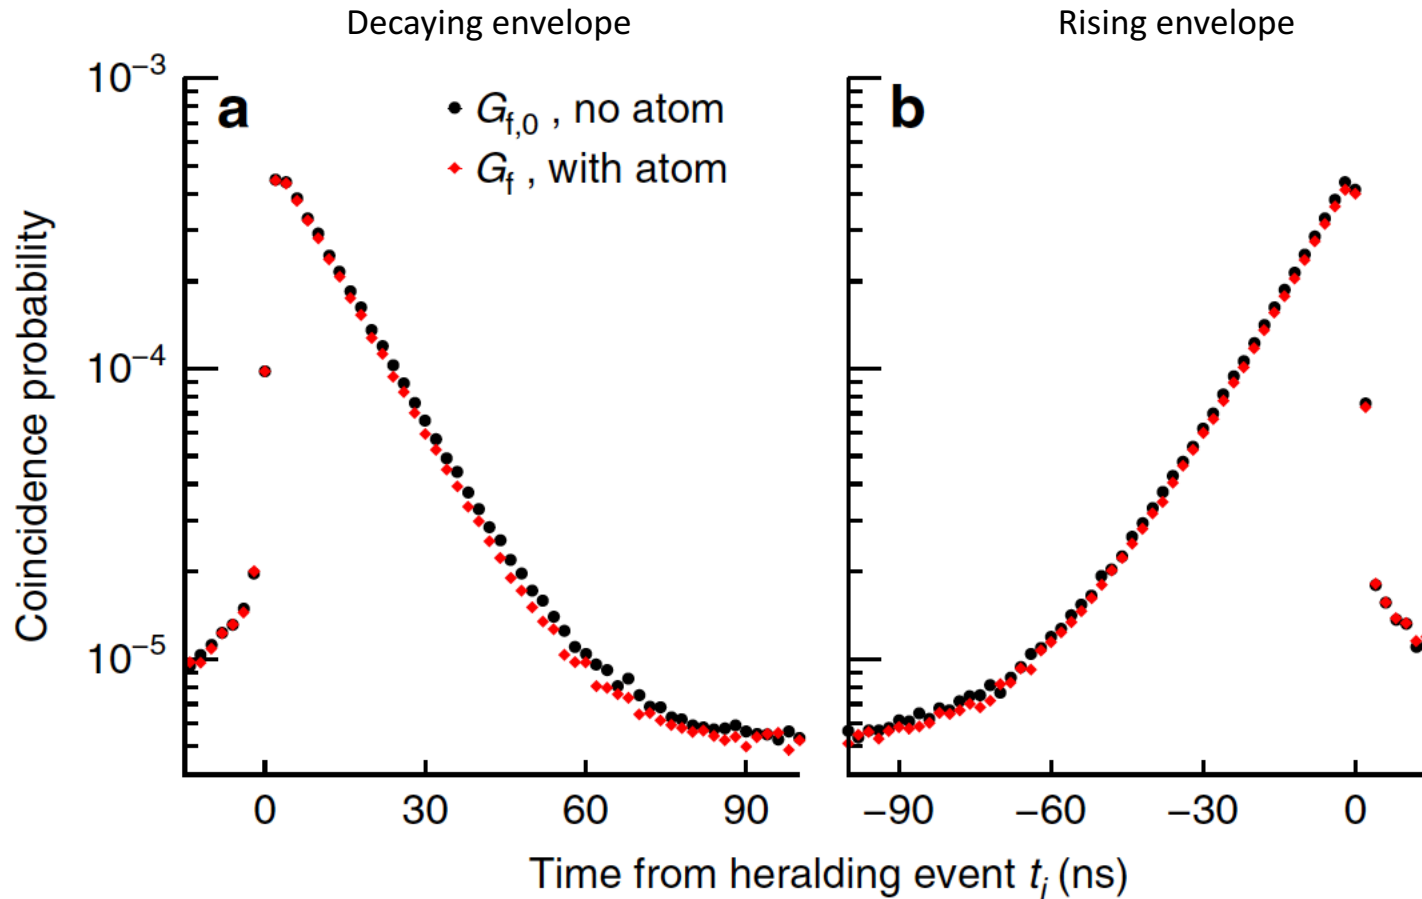 Decaying envelope
Rising envelope
10⁻³
10⁻⁴
10⁻⁵
Coincidence probability
a
G_f,0 , no atom
G_f , with atom
b
0 30 60 90
−90 −60 −30 0
Time from heralding event t_i (ns)